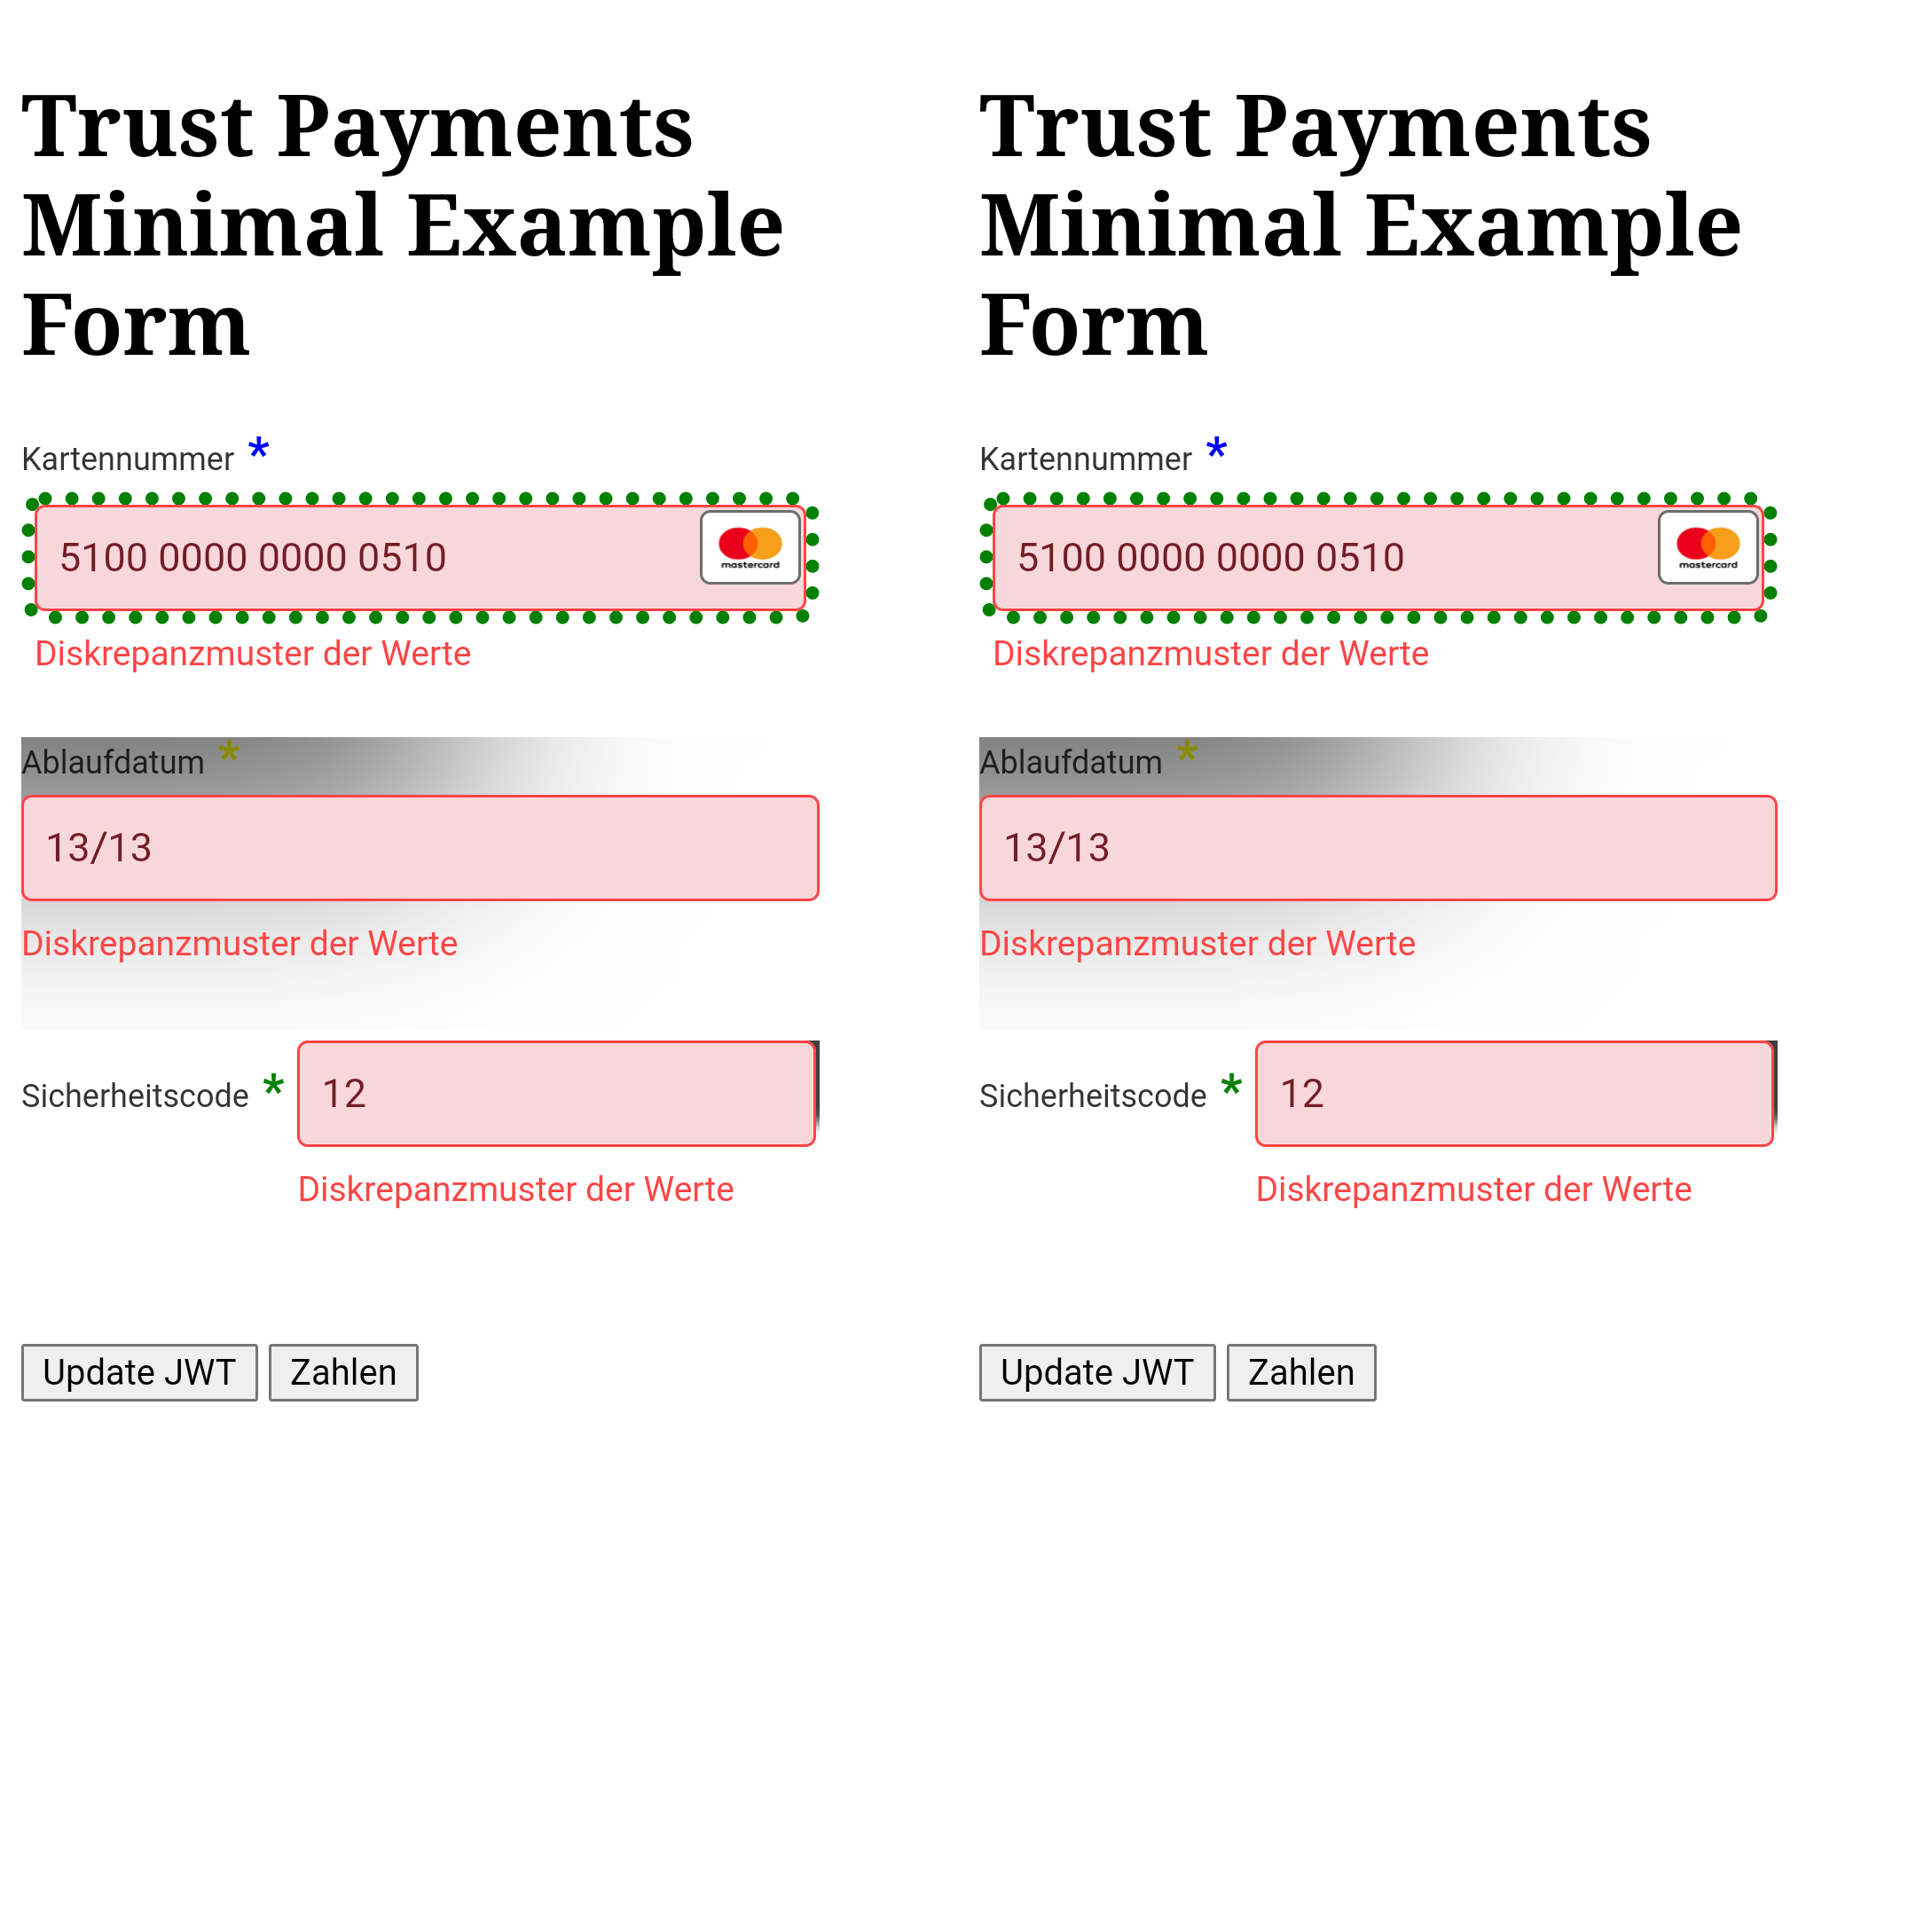 Trust Payments
Minimal Example
Form
Kartennummer *
5100 0000 0000 0510
mastercard
Diskrepanzmuster der Werte
Ablaufdatum *
13/13
Diskrepanzmuster der Werte
Sicherheitscode *
12
Diskrepanzmuster der Werte
Update JWT
Zahlen
Trust Payments
Minimal Example
Form
Kartennummer *
5100 0000 0000 0510
mastercard
Diskrepanzmuster der Werte
Ablaufdatum *
13/13
Diskrepanzmuster der Werte
Sicherheitscode *
12
Diskrepanzmuster der Werte
Update JWT
Zahlen